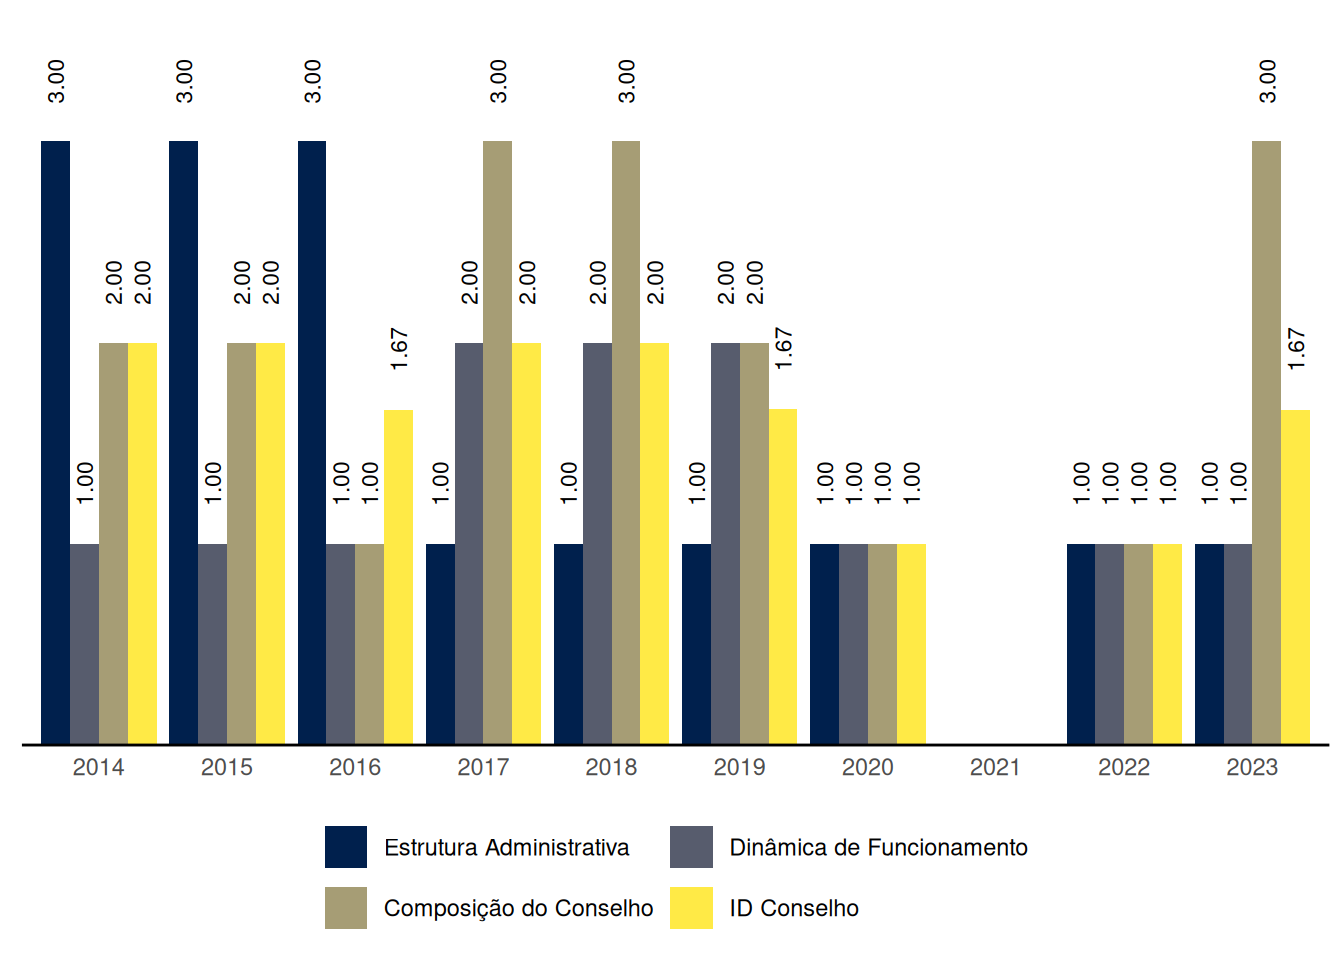 3.00 3.00 3.00 3.00 3.00 3.00
2.00 2.00 2.00 2.00 2.00 2.00 2.00 2.00 2.00 2.00
1.67 1.67 1.67
1.00 1.00 1.00 1.00 1.00 1.00 1.00 1.00 1.00 1.00 1.00 1.00 1.00 1.00 1.00 1.00 1.00
2014 2015 2016 2017 2018 2019 2020 2021 2022 2023
Estrutura Administrativa Dinâmica de Funcionamento
Composição do Conselho ID Conselho